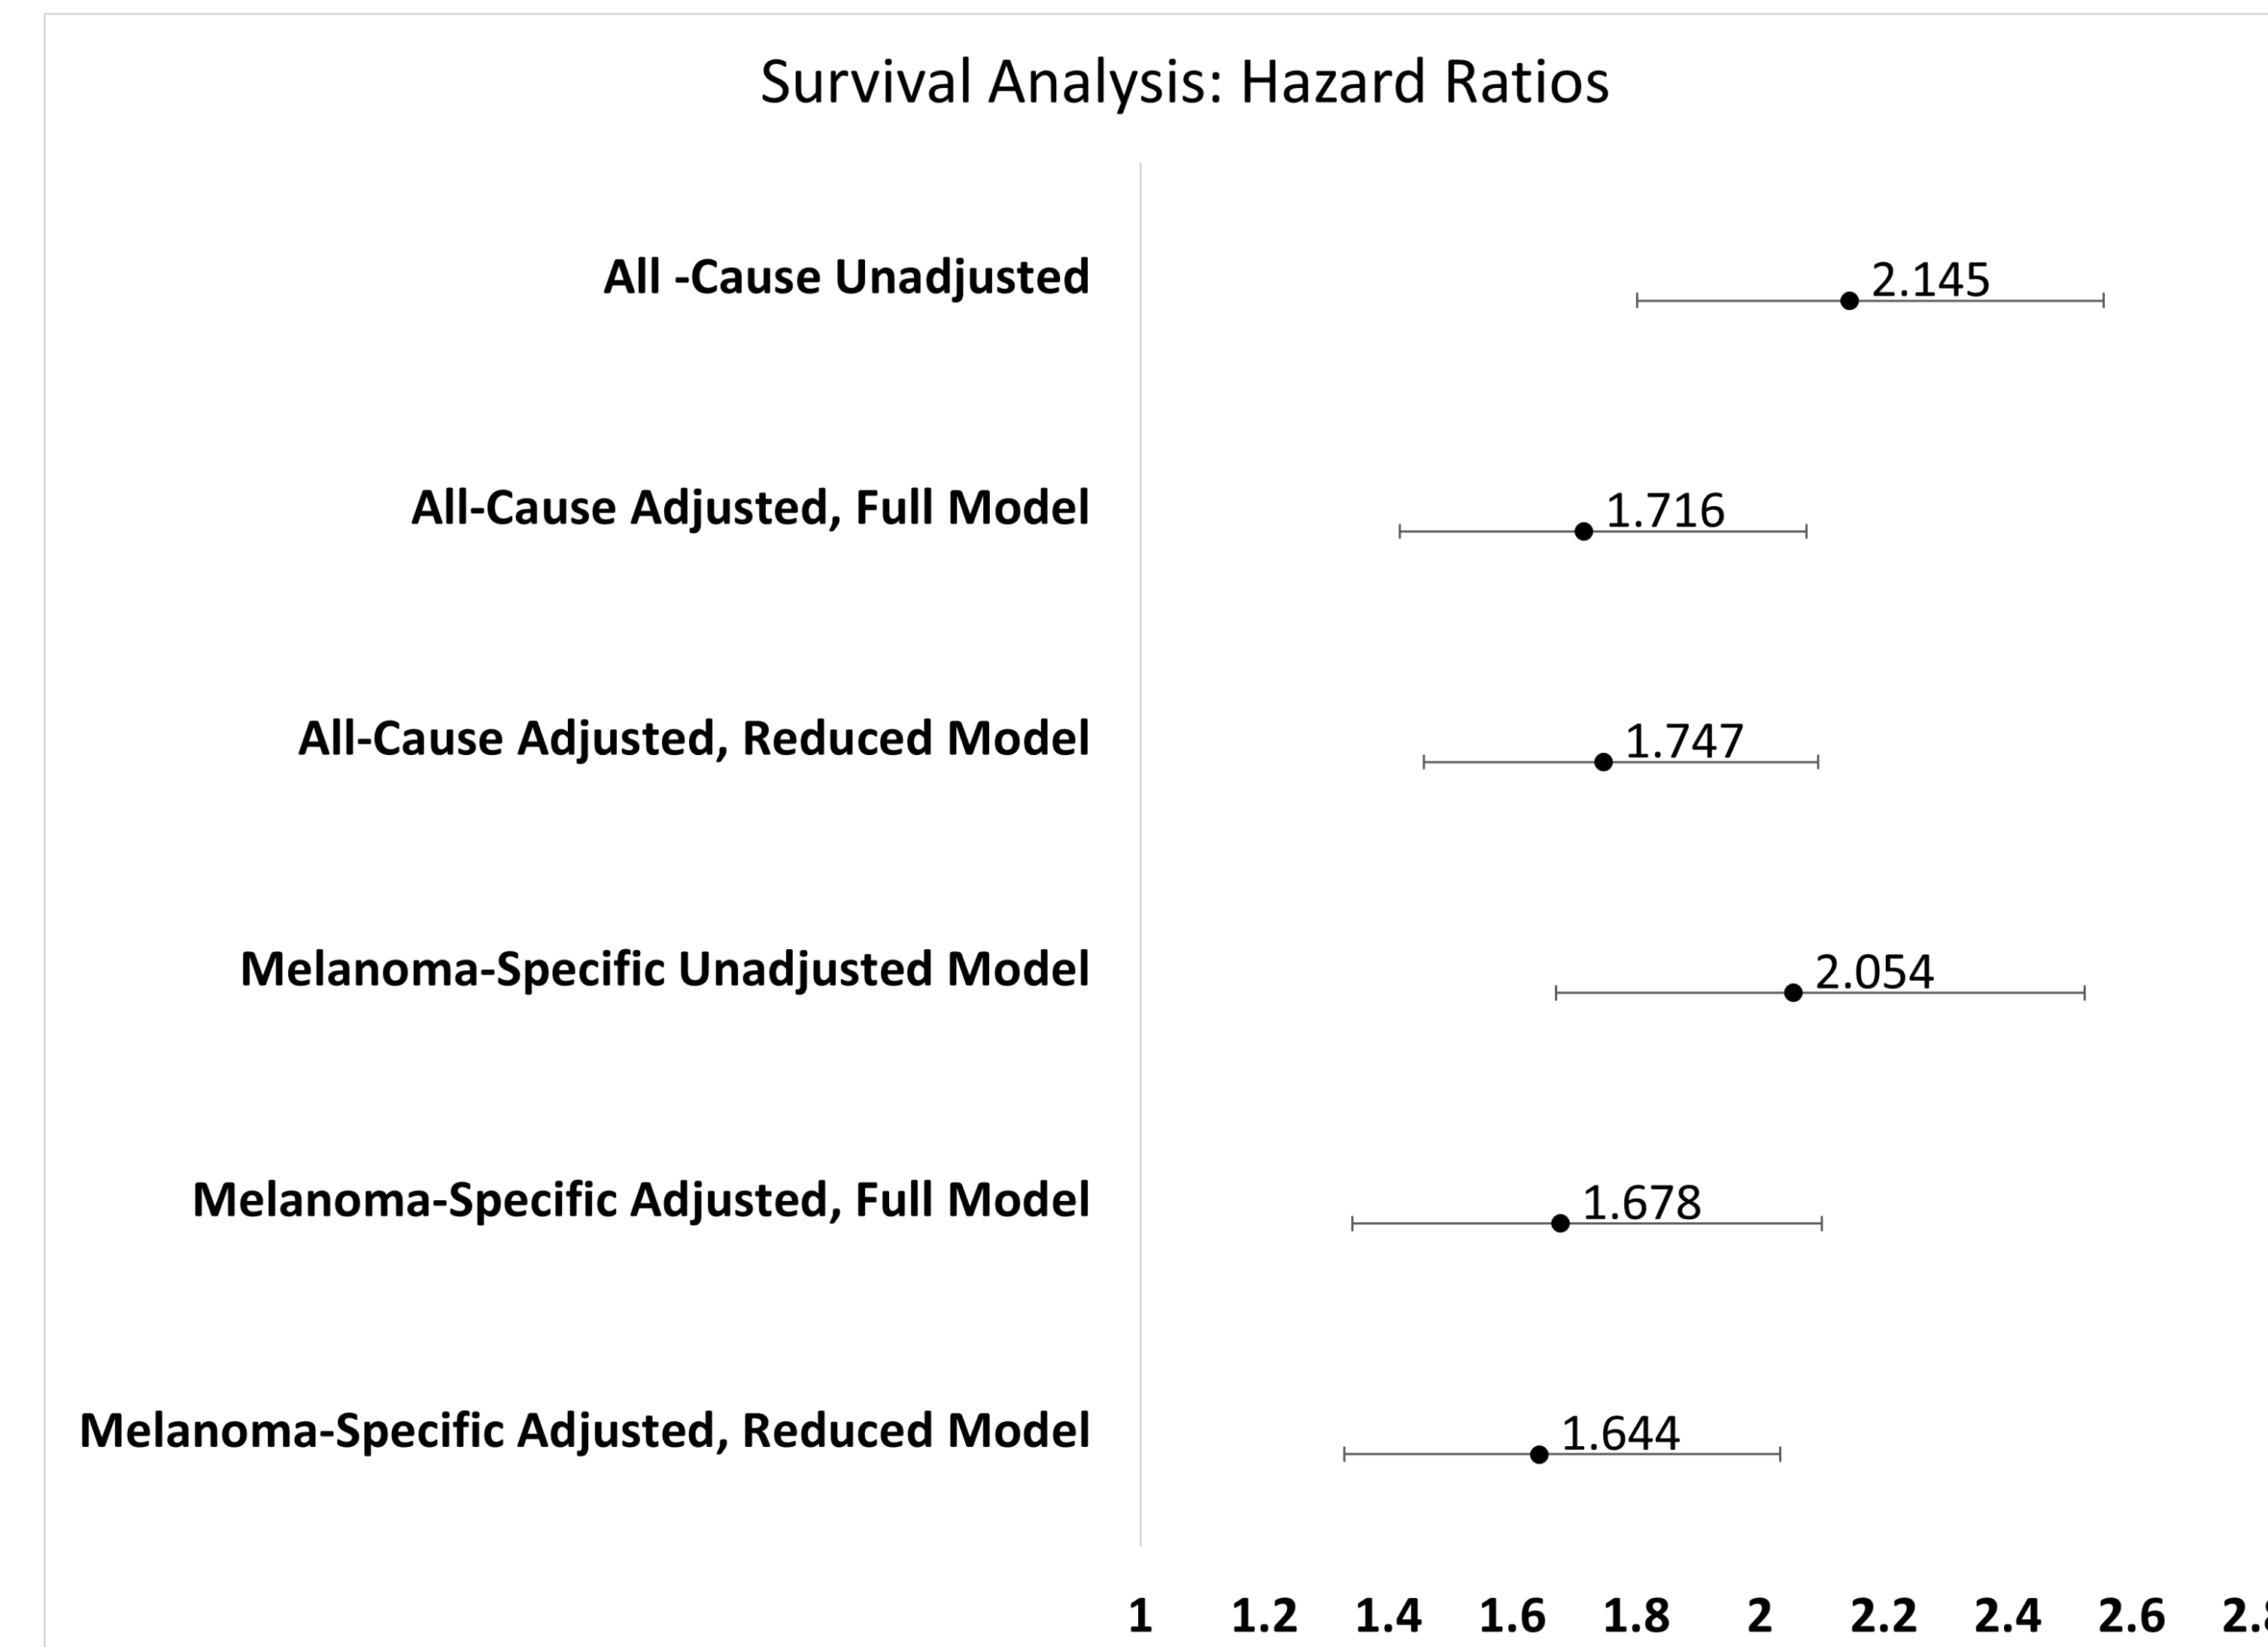 Survival Analysis: Hazard Ratios
All -Cause Unadjusted
2.145
All-Cause Adjusted, Full Model
1.716
All-Cause Adjusted, Reduced Model
1.747
Melanoma-Specific Unadjusted Model
2.054
Melanoma-Specific Adjusted, Full Model
1.678
Melanoma-Specific Adjusted, Reduced Model
1.644
1 1.2 1.4 1.6 1.8 2 2.2 2.4 2.6